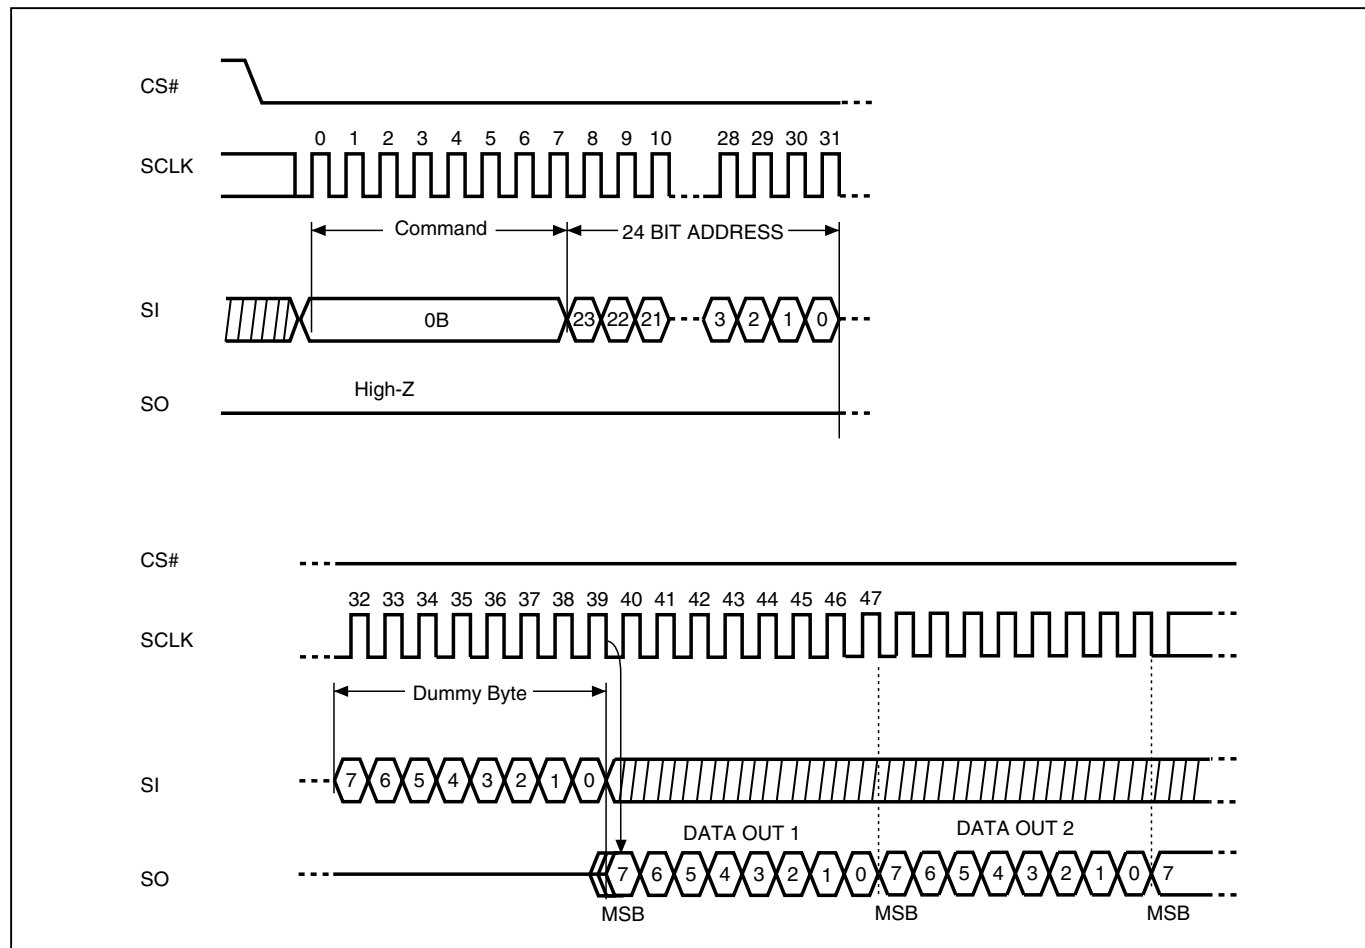 CS#
0 1 2 3 4 5 6 7 8 9 10 28 29 30 31
SCLK
Command 24 BIT ADDRESS
SI 0B 23 22 21 3 2 1 0
High-Z
SO
CS#
32 33 34 35 36 37 38 39 40 41 42 43 44 45 46 47
SCLK
Dummy Byte
SI 7 6 5 4 3 2 1 0
DATA OUT 1 DATA OUT 2
SO 7 6 5 4 3 2 1 0 7 6 5 4 3 2 1 0 7
MSB MSB MSB